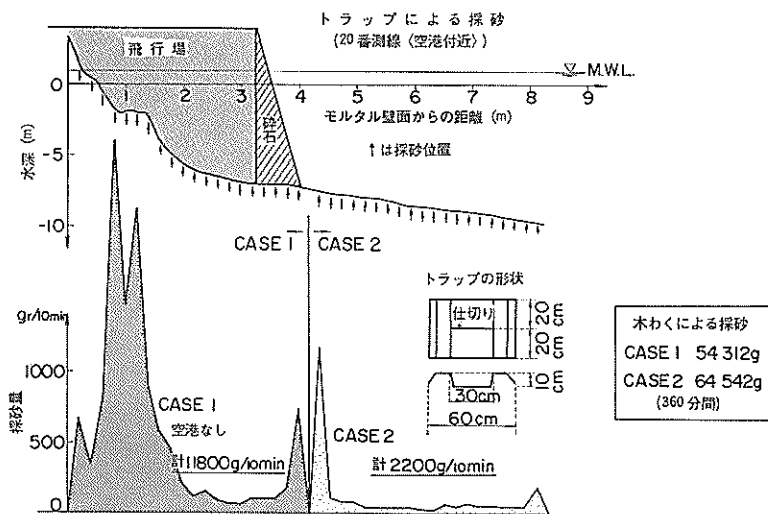 トラップによる採砂
(20番測線〈空港付近〉)
飛行場
M.W.L.
0
2
3
4
5
6
7
8
9
モルタル壁面からの距離 (m)
砕石
↑は採砂位置
水深 (m)
-5
-10
CASE 1
CASE 2
トラップの形状
仕切り
20cm
20cm
10cm
30cm
60cm
木わくによる採砂
CASE 1 54 312g
CASE 2 64 542g
(360分間)
gr/10min
1000
500
0
採砂量
CASE 1
空港なし
計11800g/10min
CASE 2
計2200g/10min